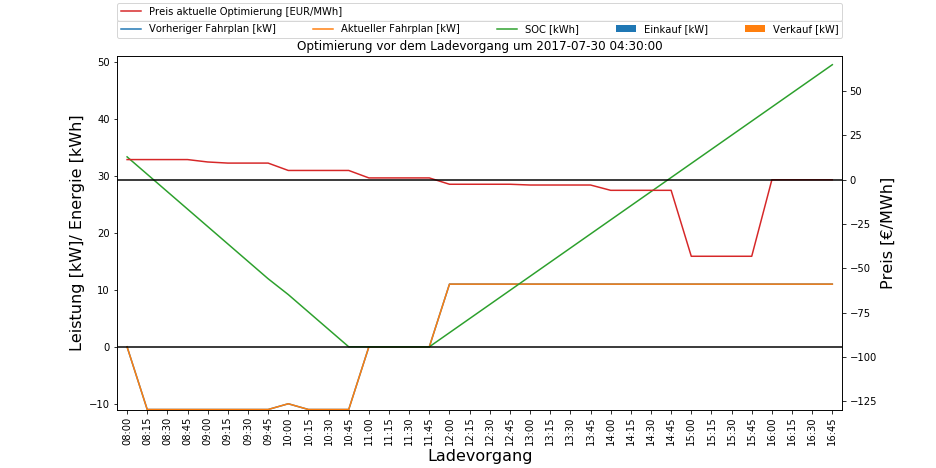 Preis aktuelle Optimierung [EUR/MWh]
Vorheriger Fahrplan [kW] Aktueller Fahrplan [kW] SOC [kWh] Einkauf [kW] Verkauf [kW]
Optimierung vor dem Ladevorgang um 2017-07-30 04:30:00
Leistung [kW]/ Energie [kWh]
50
40
30
20
10
0
−10
50
25
0
−25
−50
−75
−100
−125
Preis [€/MWh]
08:00 08:15 08:30 08:45 09:00 09:15 09:30 09:45 10:00 10:15 10:30 10:45 11:00 11:15 11:30 11:45 12:00 12:15 12:30 12:45 13:00 13:15 13:30 13:45 14:00 14:15 14:30 14:45 15:00 15:15 15:30 15:45 16:00 16:15 16:30 16:45
Ladevorgang